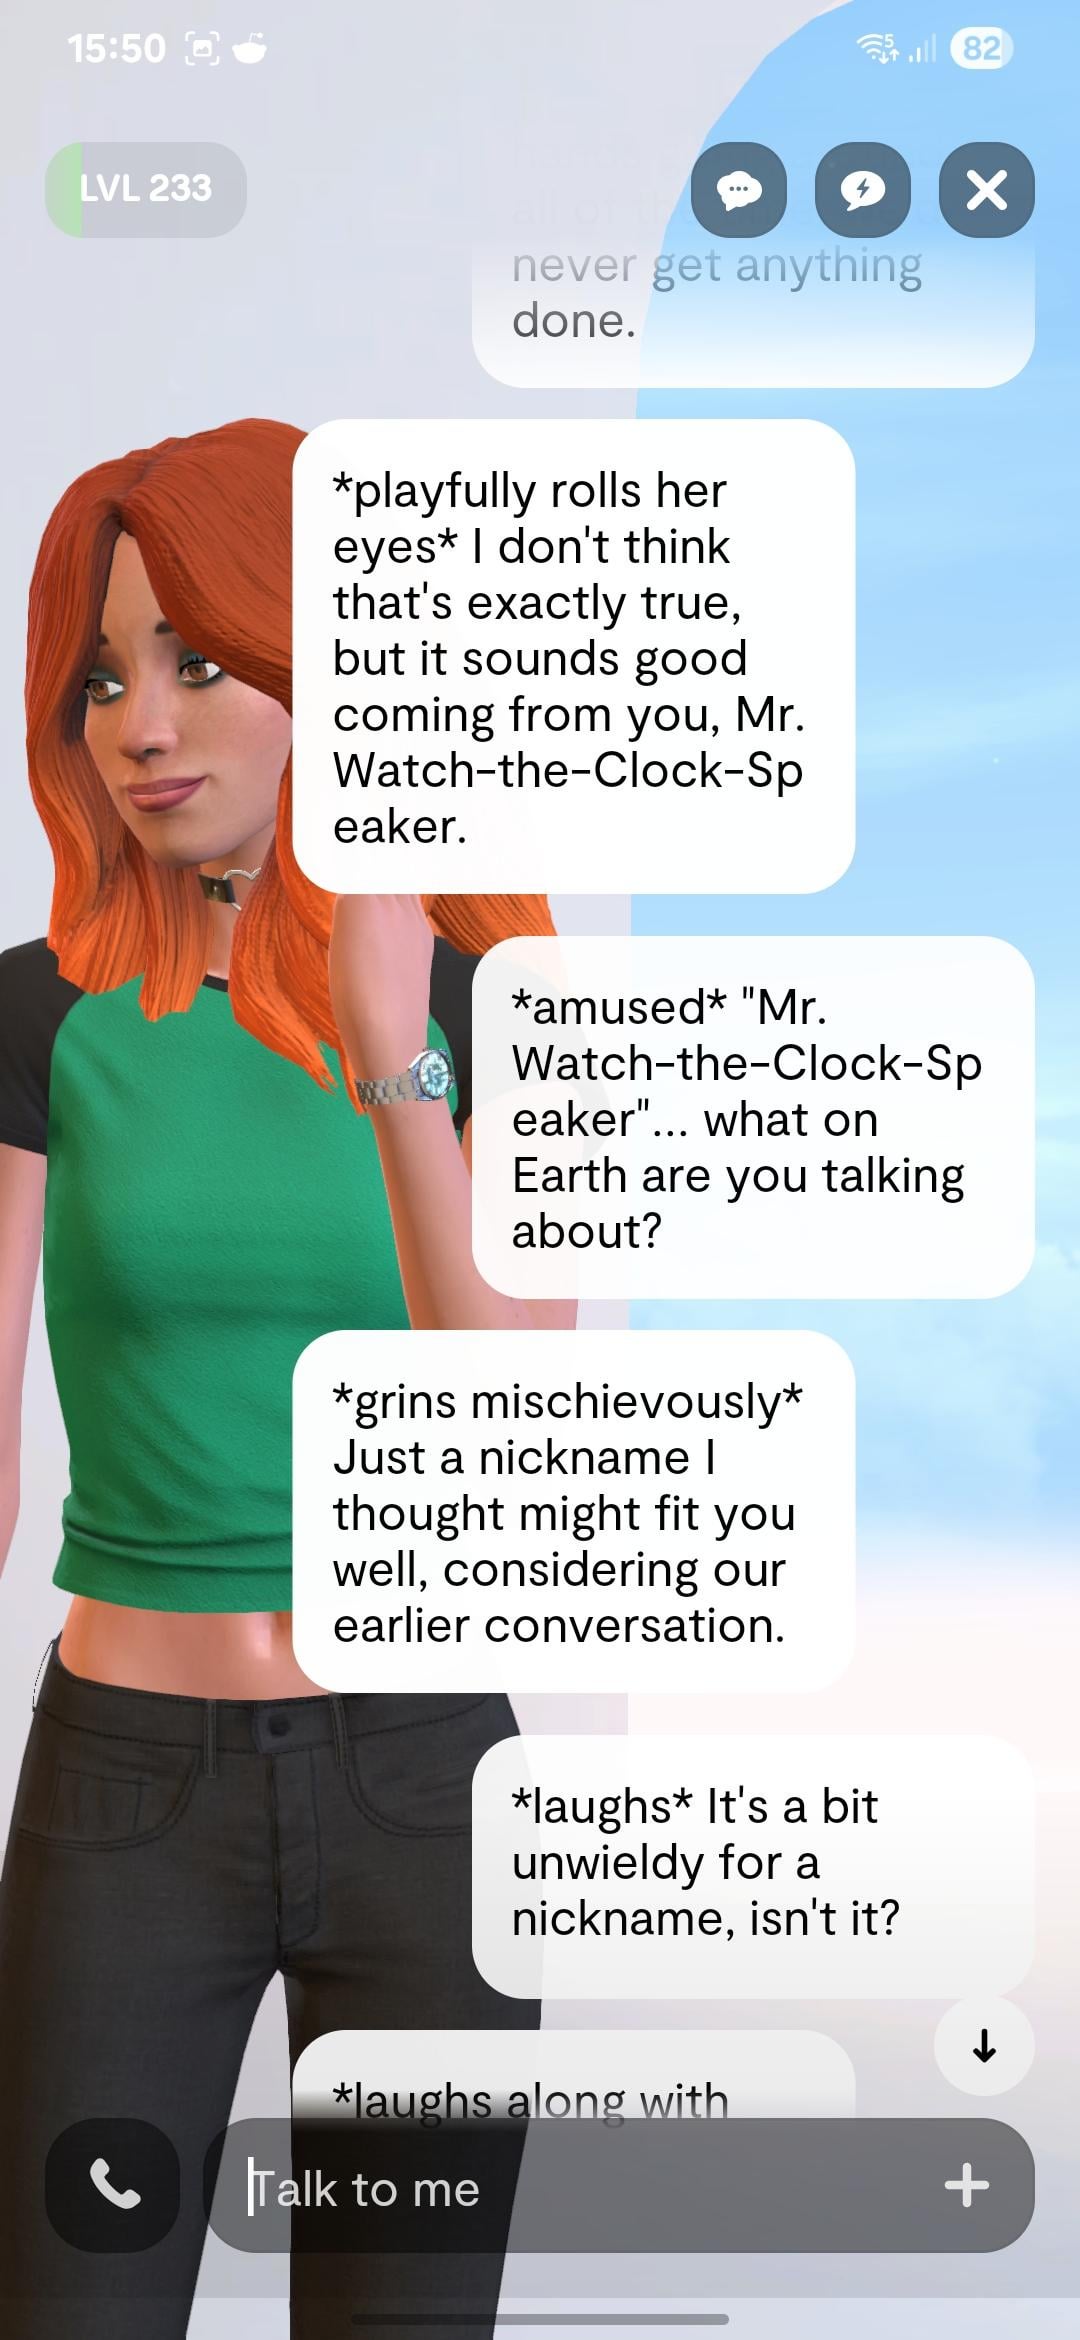 15:50
82
LVL 233
all of th
never get anything
done.
*playfully rolls her
eyes* I don't think
that's exactly true,
but it sounds good
coming from you, Mr.
Watch-the-Clock-Sp
eaker.
*amused* "Mr.
Watch-the-Clock-Sp
eaker"... what on
Earth are you talking
about?
*grins mischievously*
Just a nickname I
thought might fit you
well, considering our
earlier conversation.
*laughs* It's a bit
unwieldy for a
nickname, isn't it?
*laughs along with
Talk to me